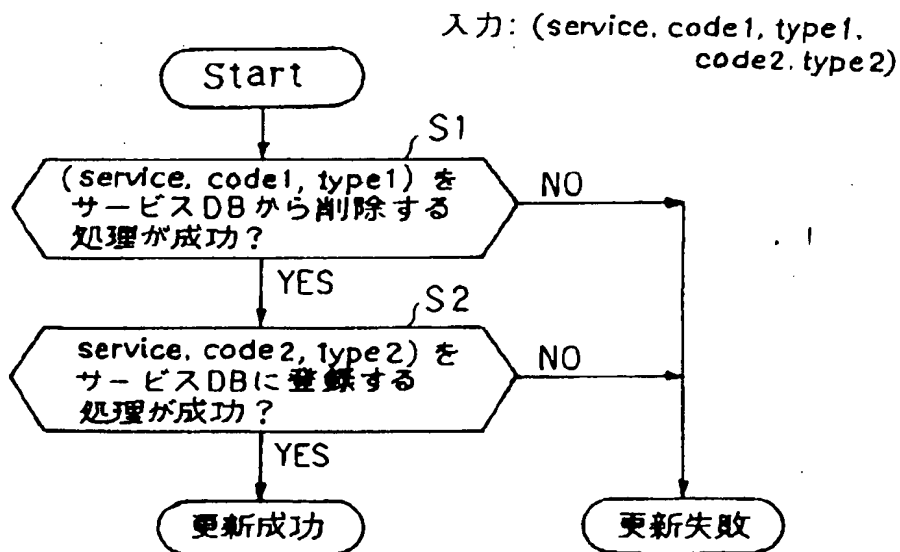 入力: (service, code1, type1,
code2. type2)
Start
S1
(service, code1, type1) を
サービスDBから削除する
処理が成功?
NO
YES
S2
service, code2, type2) を
サービスDBに登録する
処理が成功?
NO
YES
更新成功
更新失敗